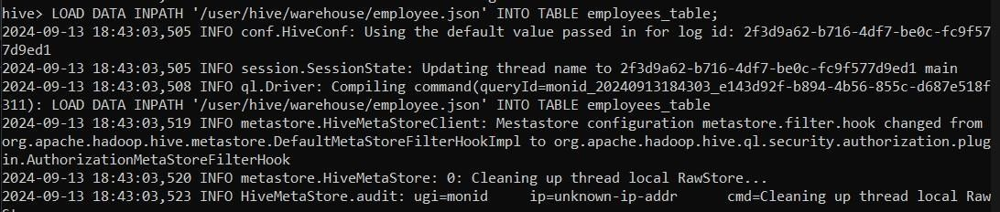 hive> LOAD DATA INPATH '/user/hive/warehouse/employee.json' INTO TABLE employees_table;
2024-09-13 18:43:03,505 INFO conf.HiveConf: Using the default value passed in for log id: 2f3d9a62-b716-4df7-be0c-fc9f57
7d9ed1
2024-09-13 18:43:03,505 INFO session.SessionState: Updating thread name to 2f3d9a62-b716-4df7-be0c-fc9f577d9ed1 main
2024-09-13 18:43:03,508 INFO ql.Driver: Compiling command(queryId=monid_20240913184303_e143d92f-b894-4b56-855c-d687e518f
311): LOAD DATA INPATH '/user/hive/warehouse/employee.json' INTO TABLE employees_table
2024-09-13 18:43:03,519 INFO metastore.HiveMetaStoreClient: Mestastore configuration metastore.filter.hook changed from
org.apache.hadoop.hive.metastore.DefaultMetaStoreFilterHookImpl to org.apache.hadoop.hive.ql.security.authorization.plug
in.AuthorizationMetaStoreFilterHook
2024-09-13 18:43:03,520 INFO metastore.HiveMetaStore: 0: Cleaning up thread local RawStore...
2024-09-13 18:43:03,523 INFO HiveMetaStore.audit: ugi=monid ip=unknown-ip-addr cmd=Cleaning up thread local Raw